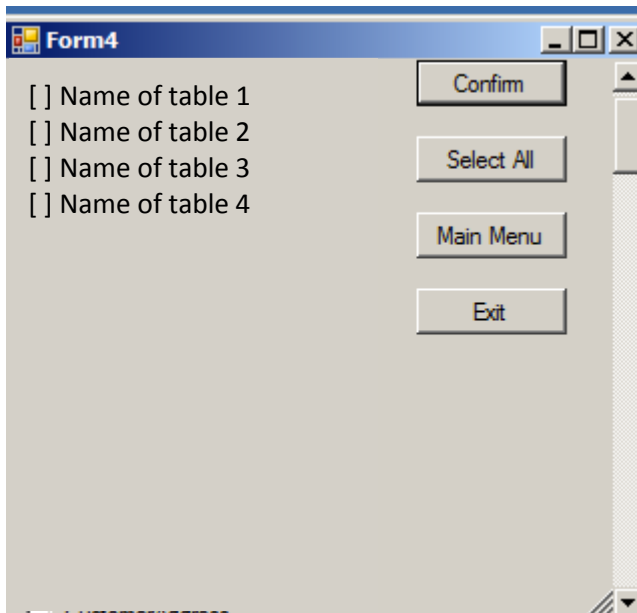 Form4
[ ] Name of table 1
[ ] Name of table 2
[ ] Name of table 3
[ ] Name of table 4
Confirm
Select All
Main Menu
Exit